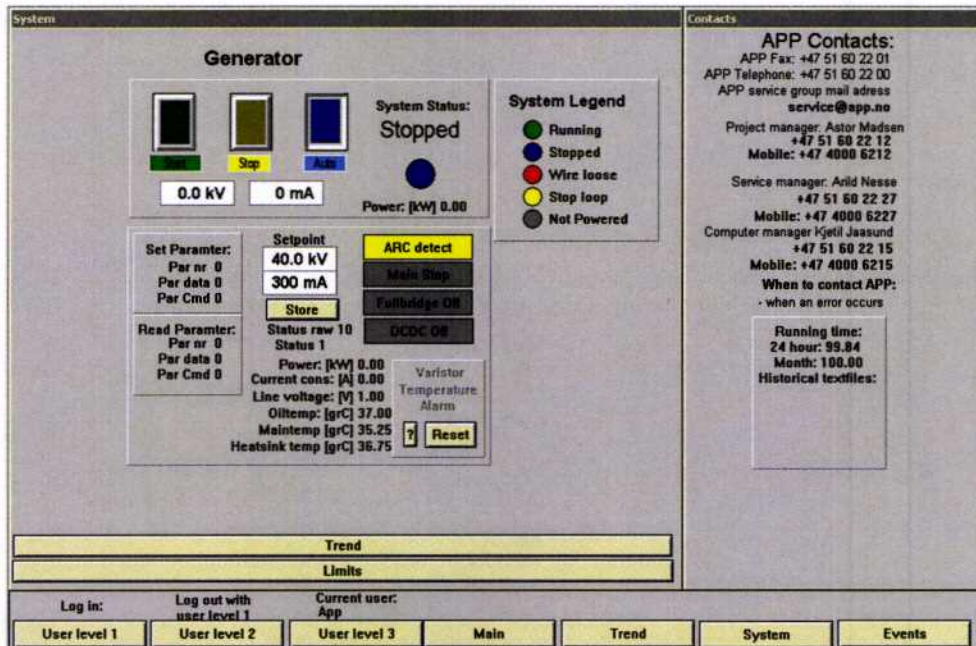 System
Generator
Start
Stop
Auto
0.0 kV
0 mA
System Status:
Stopped
Power: [kW] 0.00
System Legend
Running
Stopped
Wire loose
Stop loop
Not Powered
Set Paramter:
Par nr 0
Par data 0
Par Cmd 0
Read Paramter:
Par nr 0
Par data 0
Par Cmd 0
Setpoint
40.0 kV
300 mA
Store
Status raw 10
Status 1
ARC detect
Main Stop
Fullbridge Off
DCDC Off
Power: [kW] 0.00
Current cons: [A] 0.00
Line voltage: [V] 1.00
Oiltemp: [grC] 37.00
Maintemp [grC] 35.25
Heatsink temp [grC] 36.75
Varistor
Temperature
Alarm
?
Reset
Trend
Limits
Contacts
APP Contacts:
APP Fax: +47 51 60 22 01
APP Telephone: +47 51 60 22 00
APP service group mail adress
service@app.no
Project manager: Astor Madsen
+47 51 60 22 12
Mobile: +47 4000 6212
Service manager: Arild Nesse
+47 51 60 22 27
Mobile: +47 4000 6227
Computer manager Kjetil Jaasund
+47 51 60 22 15
Mobile: +47 4000 6215
When to contact APP:
- when an error occurs
Running time:
24 hour: 99.84
Month: 100.00
Historical textfiles:
Log in:
Log out with
user level 1
Current user:
App
User level 1
User level 2
User level 3
Main
Trend
System
Events